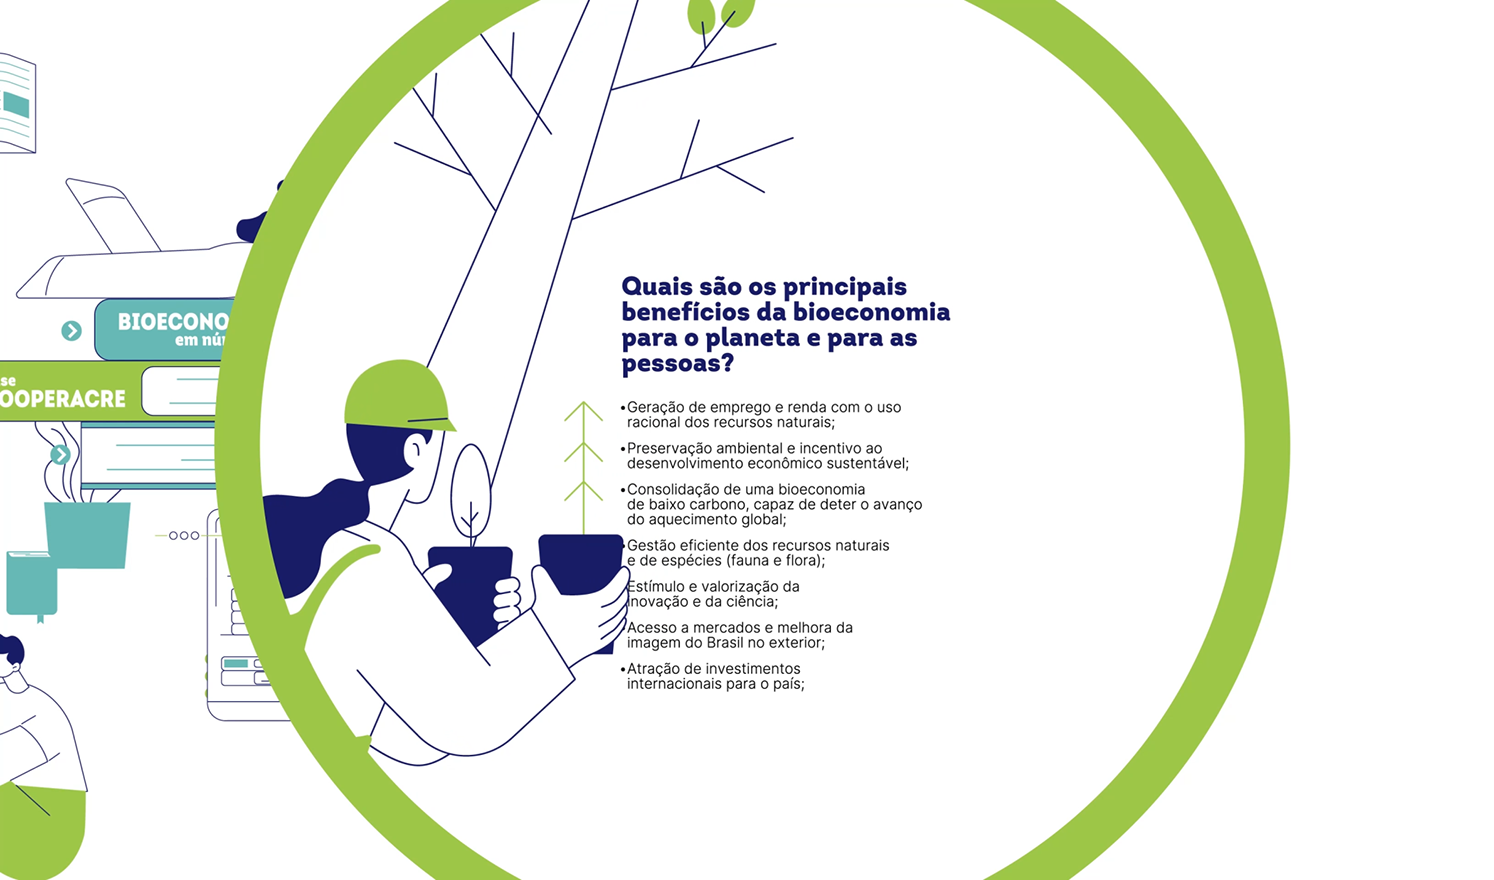 BIOECONO
em nú
se
OOPERACRE
Quais são os principais
benefícios da bioeconomia
para o planeta e para as
pessoas?
•Geração de emprego e renda com o uso
racional dos recursos naturais;
•Preservação ambiental e incentivo ao
desenvolvimento econômico sustentável;
•Consolidação de uma bioeconomia
de baixo carbono, capaz de deter o avanço
do aquecimento global;
•Gestão eficiente dos recursos naturais
e de espécies (fauna e flora);
Estímulo e valorização da
inovação e da ciência;
•Acesso a mercados e melhora da
imagem do Brasil no exterior;
•Atração de investimentos
internacionais para o país;